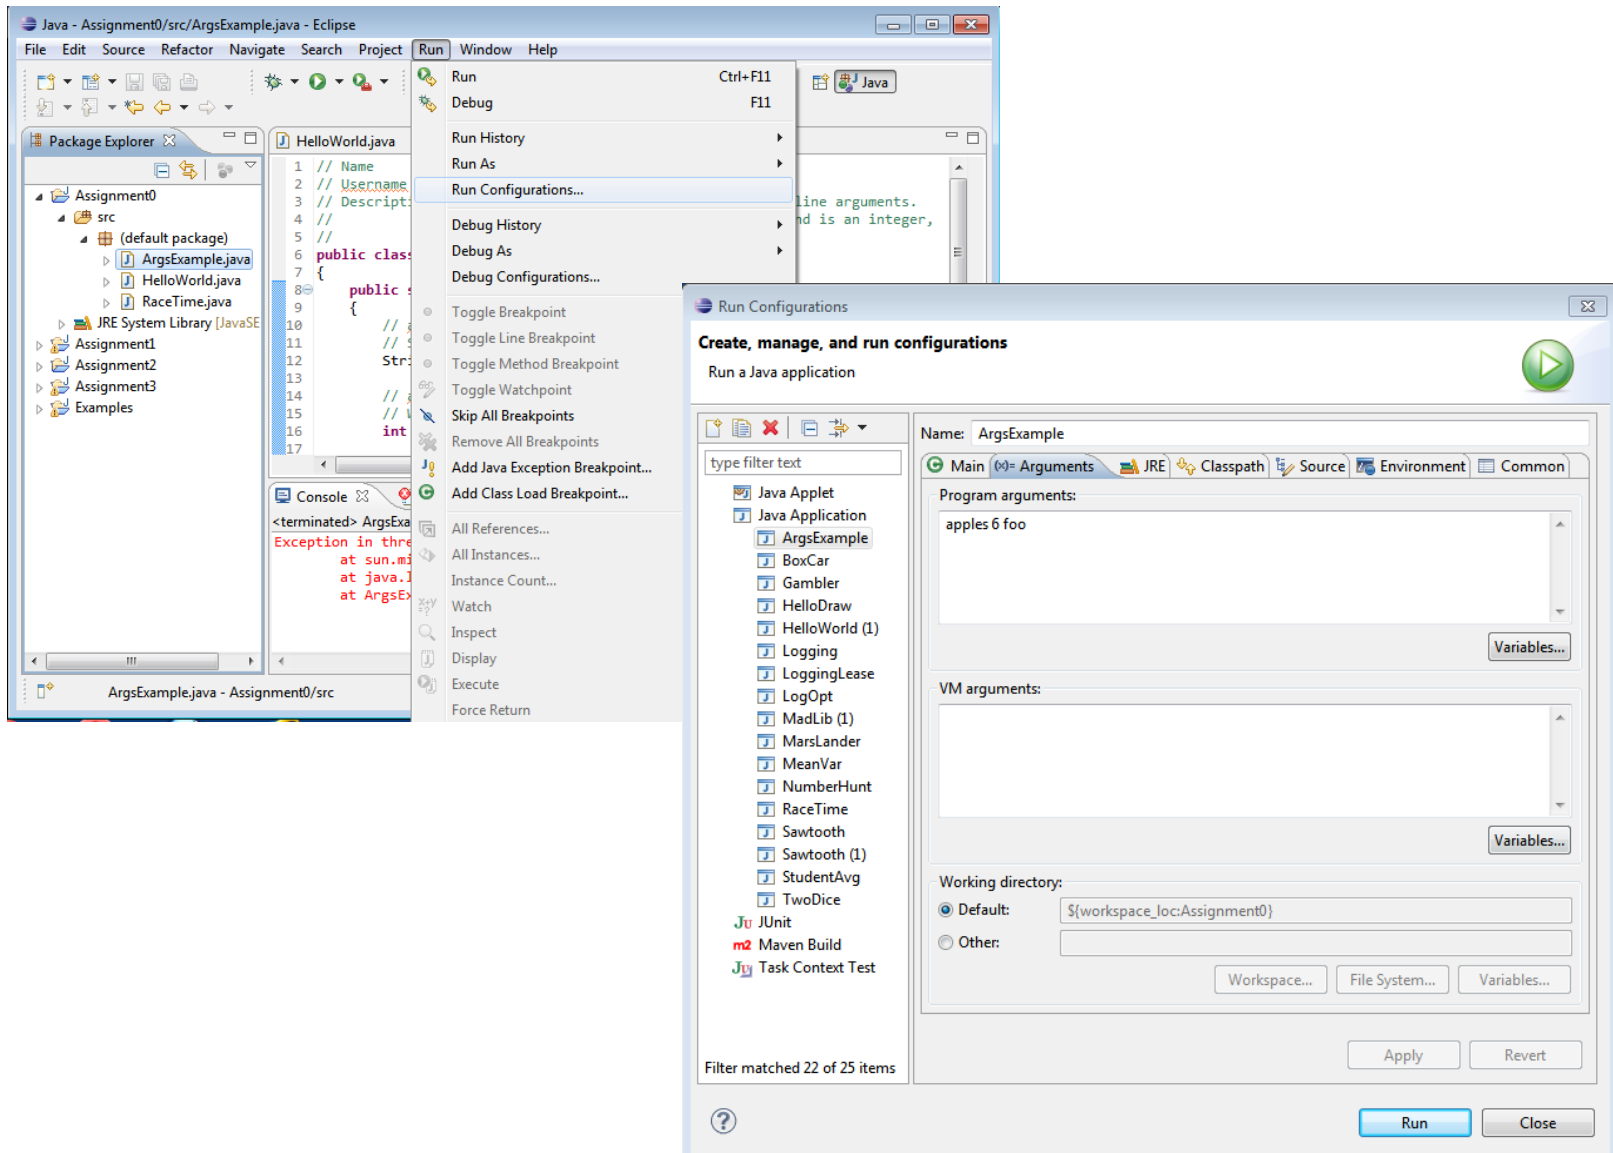 Java - Assignment0/src/ArgsExample.java - Eclipse
File Edit Source Refactor Navigate Search Project Run Window Help
Java
Package Explorer
Assignment0
src
(default package)
ArgsExample.java
HelloWorld.java
RaceTime.java
JRE System Library [JavaSE
Assignment1
Assignment2
Assignment3
Examples
HelloWorld.java
1 // Name
2 // Username
3 // Descripti line arguments.
4 // nd is an integer,
5 //
6 public clas
7 {
8 public s
9 {
10 //
11 //
12 Stri
13
14 //
15 //
16 int
17
Console
<terminated> ArgsExa
Exception in thre
at sun.mi
at java.l
at ArgsEx
ArgsExample.java - Assignment0/src
Run Ctrl+F11
Debug F11
Run History
Run As
Run Configurations...
Debug History
Debug As
Debug Configurations...
Toggle Breakpoint
Toggle Line Breakpoint
Toggle Method Breakpoint
Toggle Watchpoint
Skip All Breakpoints
Remove All Breakpoints
Add Java Exception Breakpoint...
Add Class Load Breakpoint...
All References...
All Instances...
Instance Count...
Watch
Inspect
Display
Execute
Force Return
Run Configurations
Create, manage, and run configurations
Run a Java application
type filter text
Java Applet
Java Application
ArgsExample
BoxCar
Gambler
HelloDraw
HelloWorld (1)
Logging
LoggingLease
LogOpt
MadLib (1)
MarsLander
MeanVar
NumberHunt
RaceTime
Sawtooth
Sawtooth (1)
StudentAvg
TwoDice
JUnit
Maven Build
Task Context Test
Filter matched 22 of 25 items
Name: ArgsExample
Main (x)= Arguments JRE Classpath Source Environment Common
Program arguments:
apples 6 foo
Variables...
VM arguments:
Variables...
Working directory:
Default: ${workspace_loc:Assignment0}
Other:
Workspace... File System... Variables...
Apply Revert
Run Close